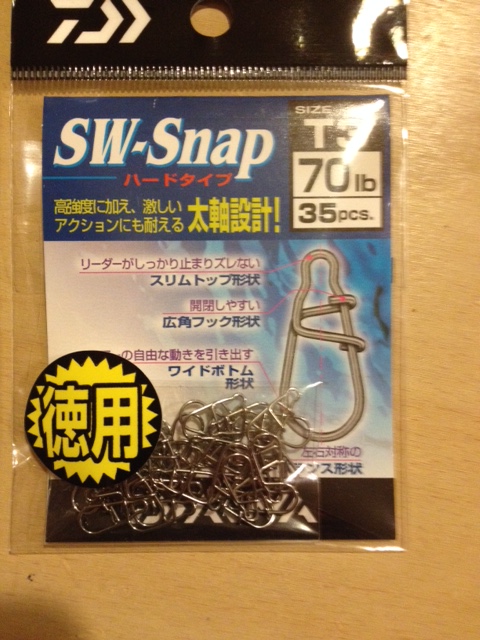 SW-Snap
ハードタイプ
SIZE
70lb
35pcs.
高強度に加え、激しい
アクションにも耐える 太軸設計!
リーダーがしっかり止まりズレない
スリムトップ形状
開閉しやすい
広角フック形状
の自由な動きを引き出す
ワイドボトム
形状
徳用
左右対称の
ンス形状